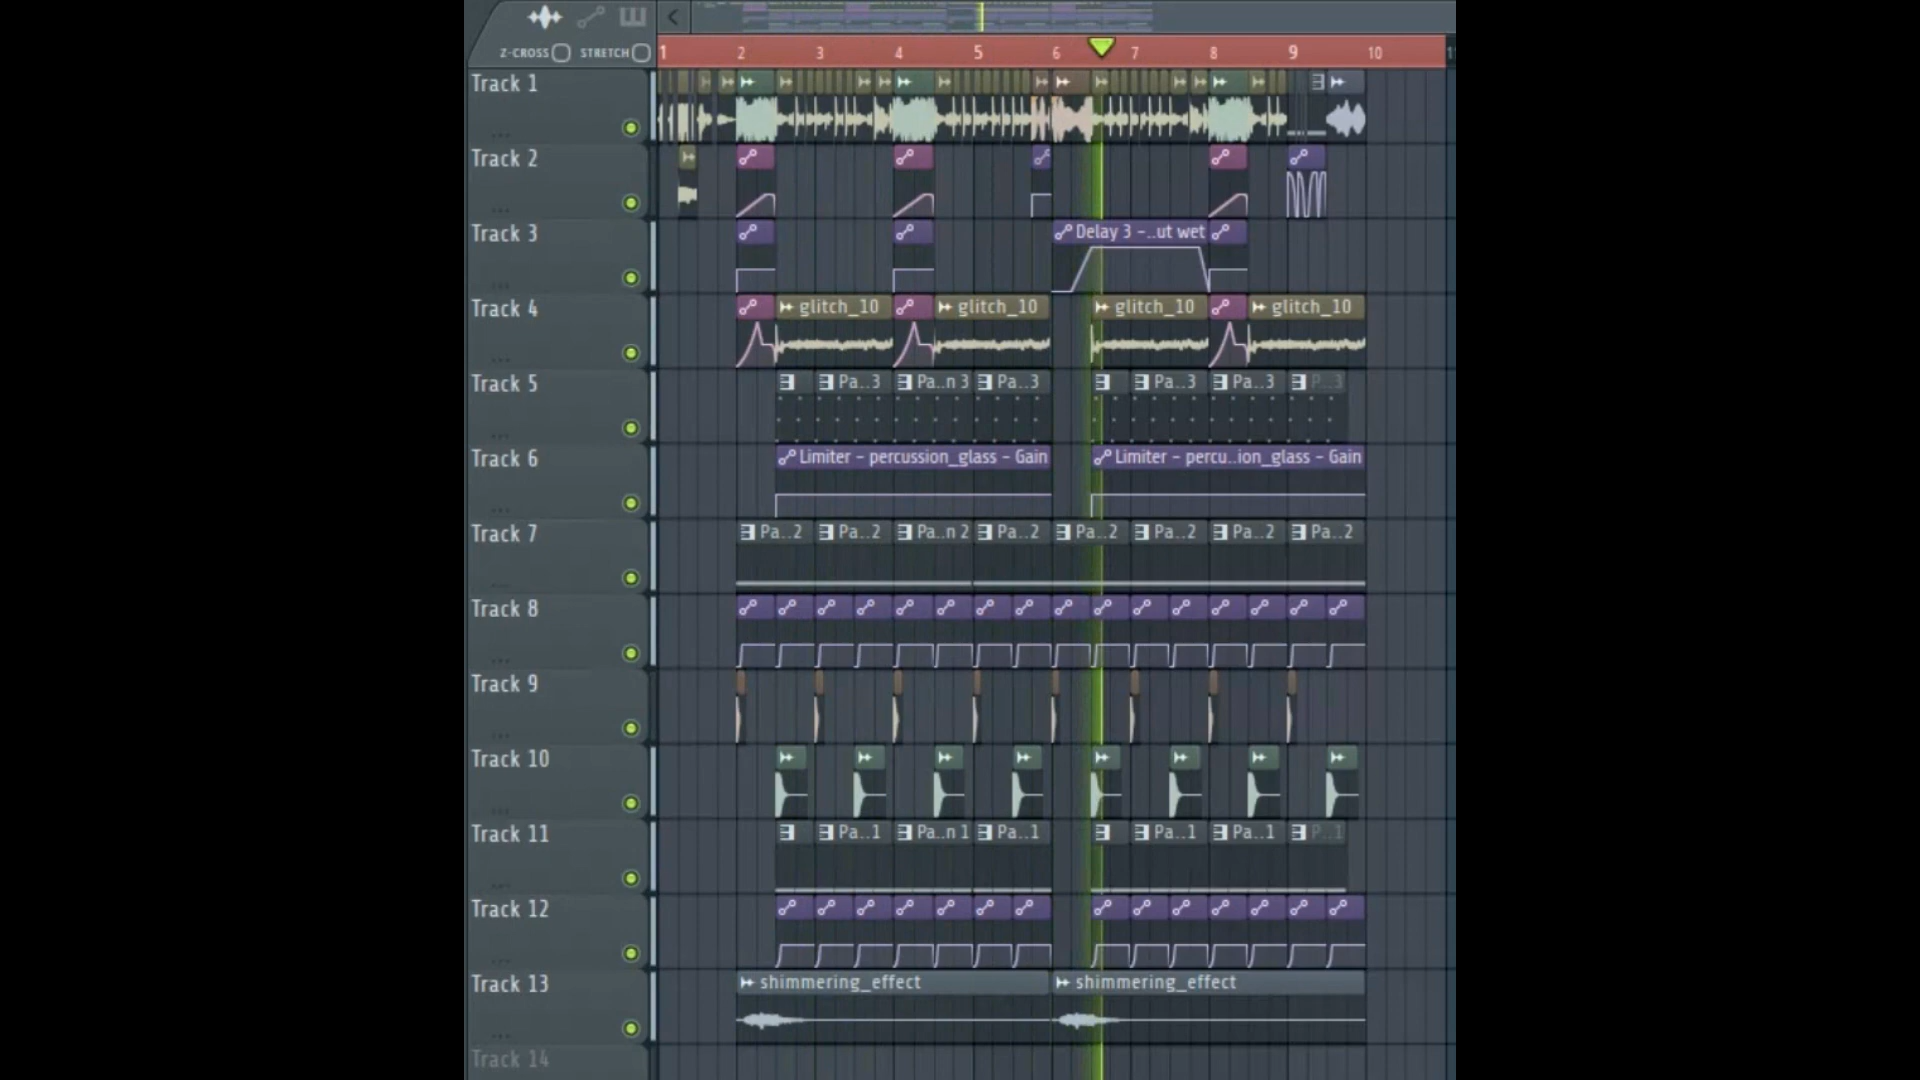 Z-CROSS STRETCH
1 2 3 4 5 6 7 8 9 10
Track 1
Track 2
Track 3 Delay 3 -..ut wet
Track 4 glitch_10 glitch_10 glitch_10 glitch_10
Track 5 Pa..3 Pa..n 3 Pa..3 Pa..3 Pa..3 P..3
Track 6 Limiter - percussion_glass - Gain Limiter - percu..ion_glass - Gain
Track 7 Pa..2 Pa..2 Pa..n 2 Pa..2 Pa..2 Pa..2 Pa..2 Pa..2
Track 8
Track 9
Track 10
Track 11 Pa..1 Pa..n 1 Pa..1 Pa..1 Pa..1 P..1
Track 12
Track 13 shimmering_effect shimmering_effect
Track 14